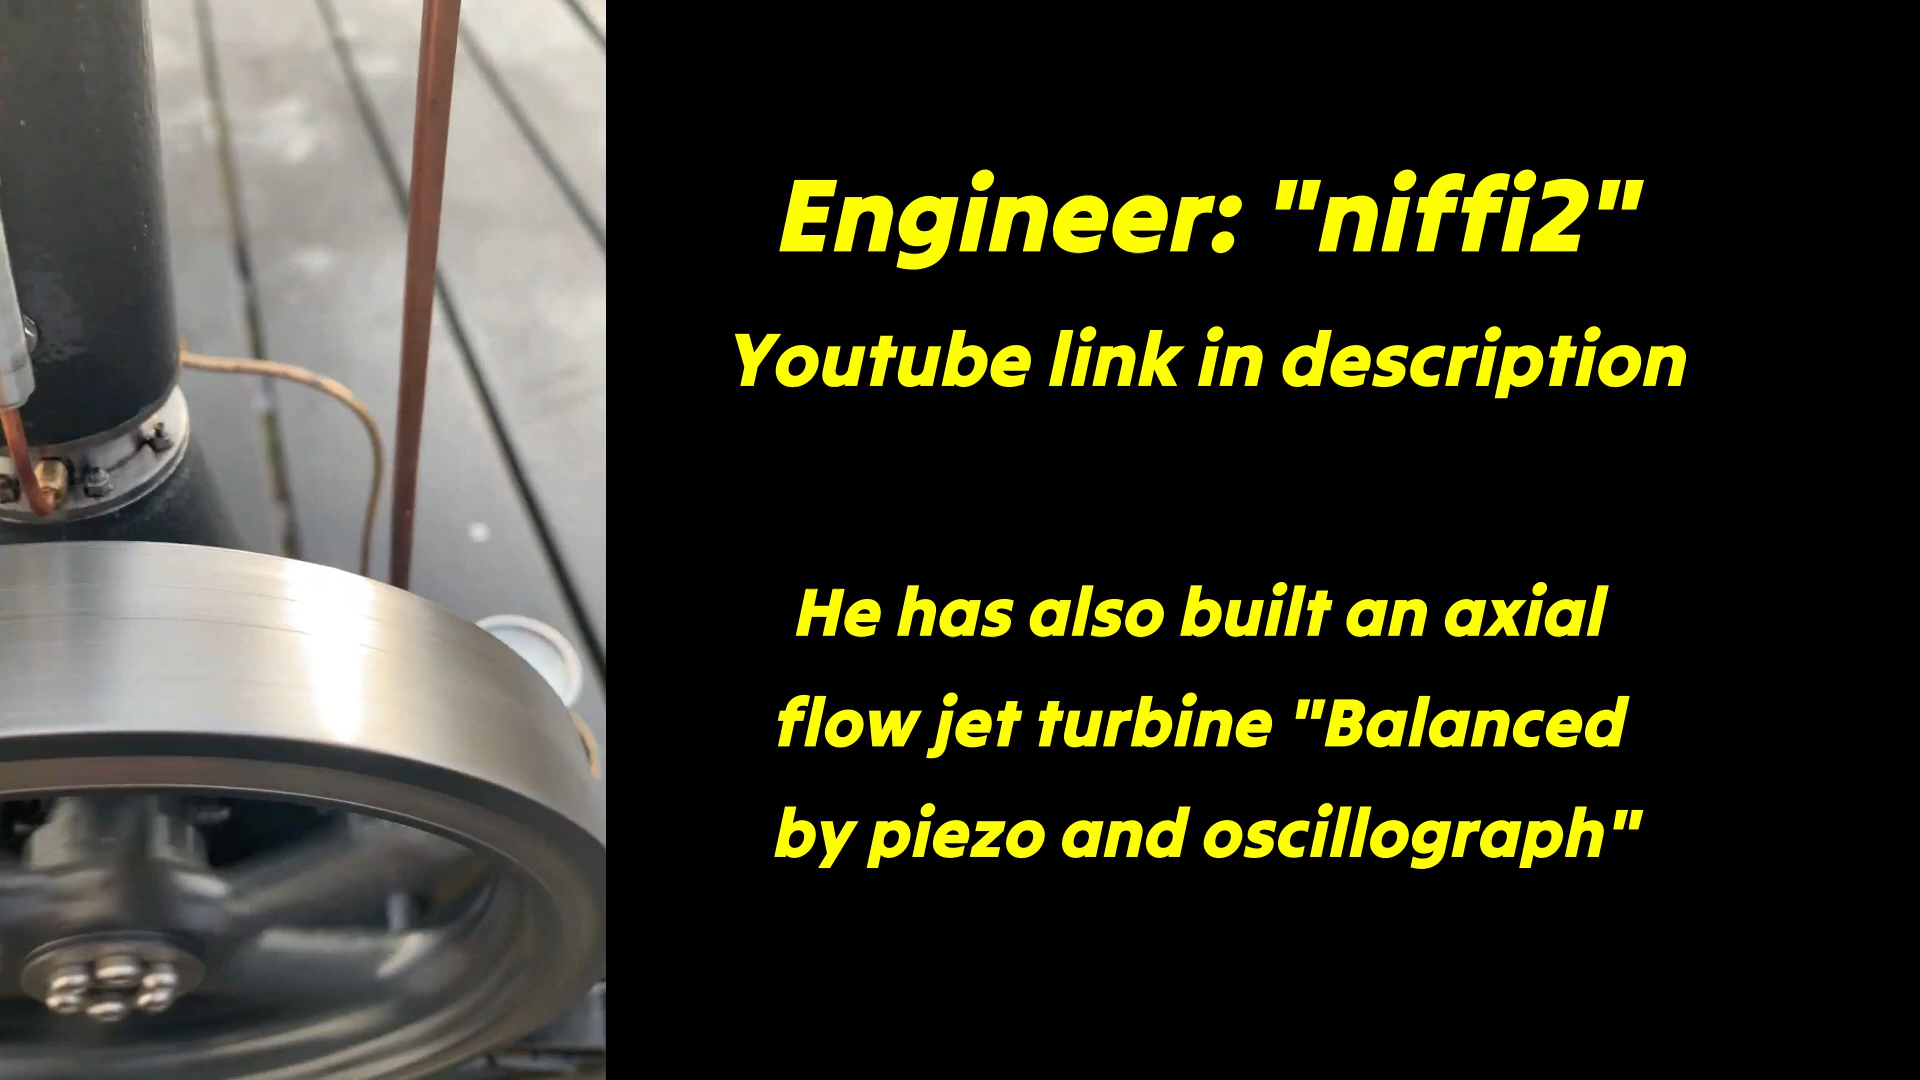 Engineer: "niffi2"
Youtube link in description
He has also built an axial
flow jet turbine "Balanced
by piezo and oscillograph"